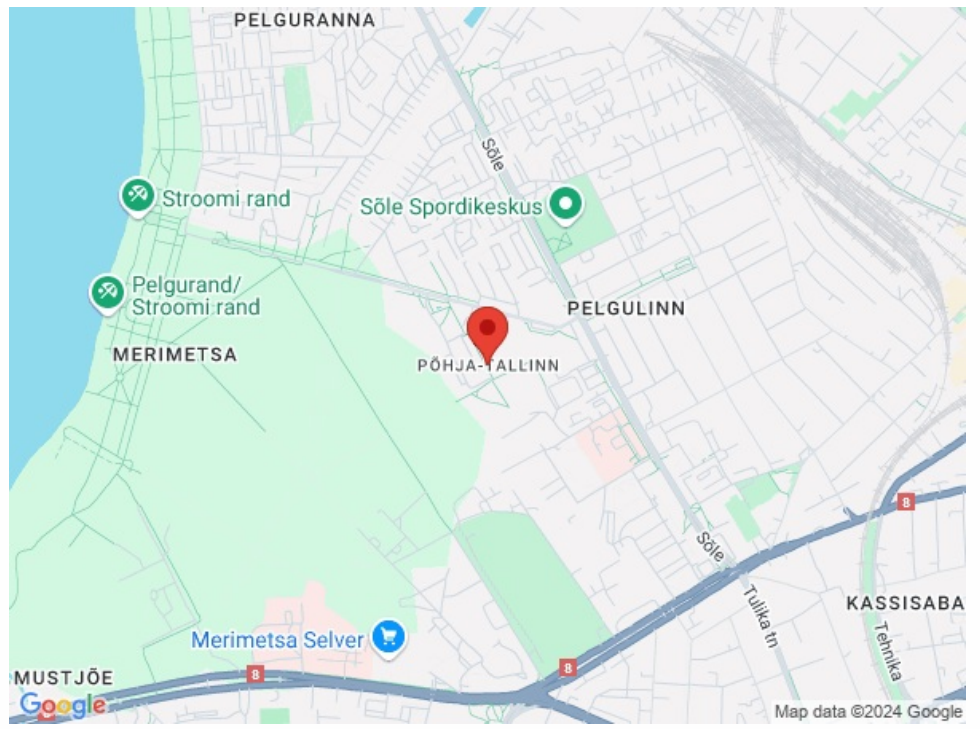 PELGURANNA
Sõle
Stroomi rand
Sõle Spordikeskus
Pelgurand/
Stroomi rand
PELGULINN
MERIMETSA
PÕHJA-TALLINN
8
Sõle
Tulika tn
KASSISABA
Tehnika
Merimetsa Selver
8
8
MUSTJÕE
Google
Map data ©2024 Google